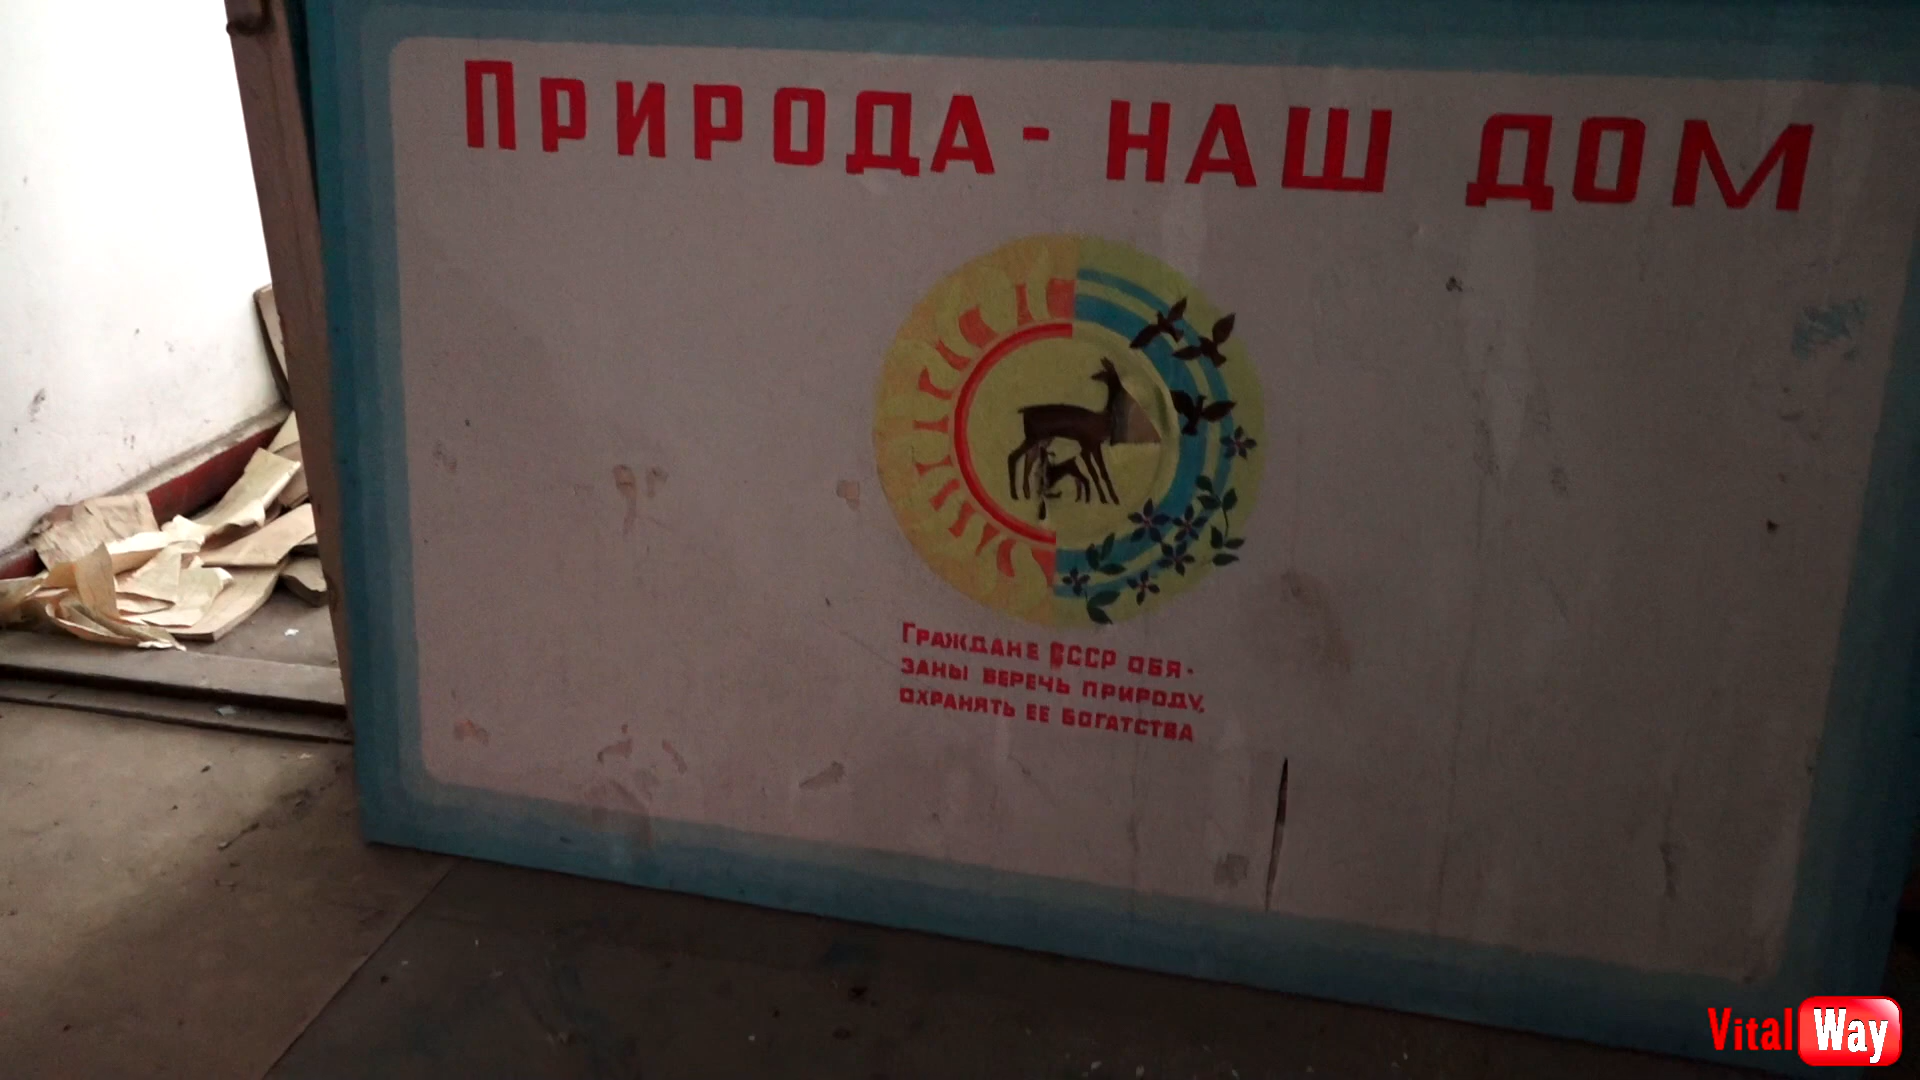 Природа - наш дом
Граждане СССР обя-
заны беречь природу,
охранять ее богатства
Vital Way